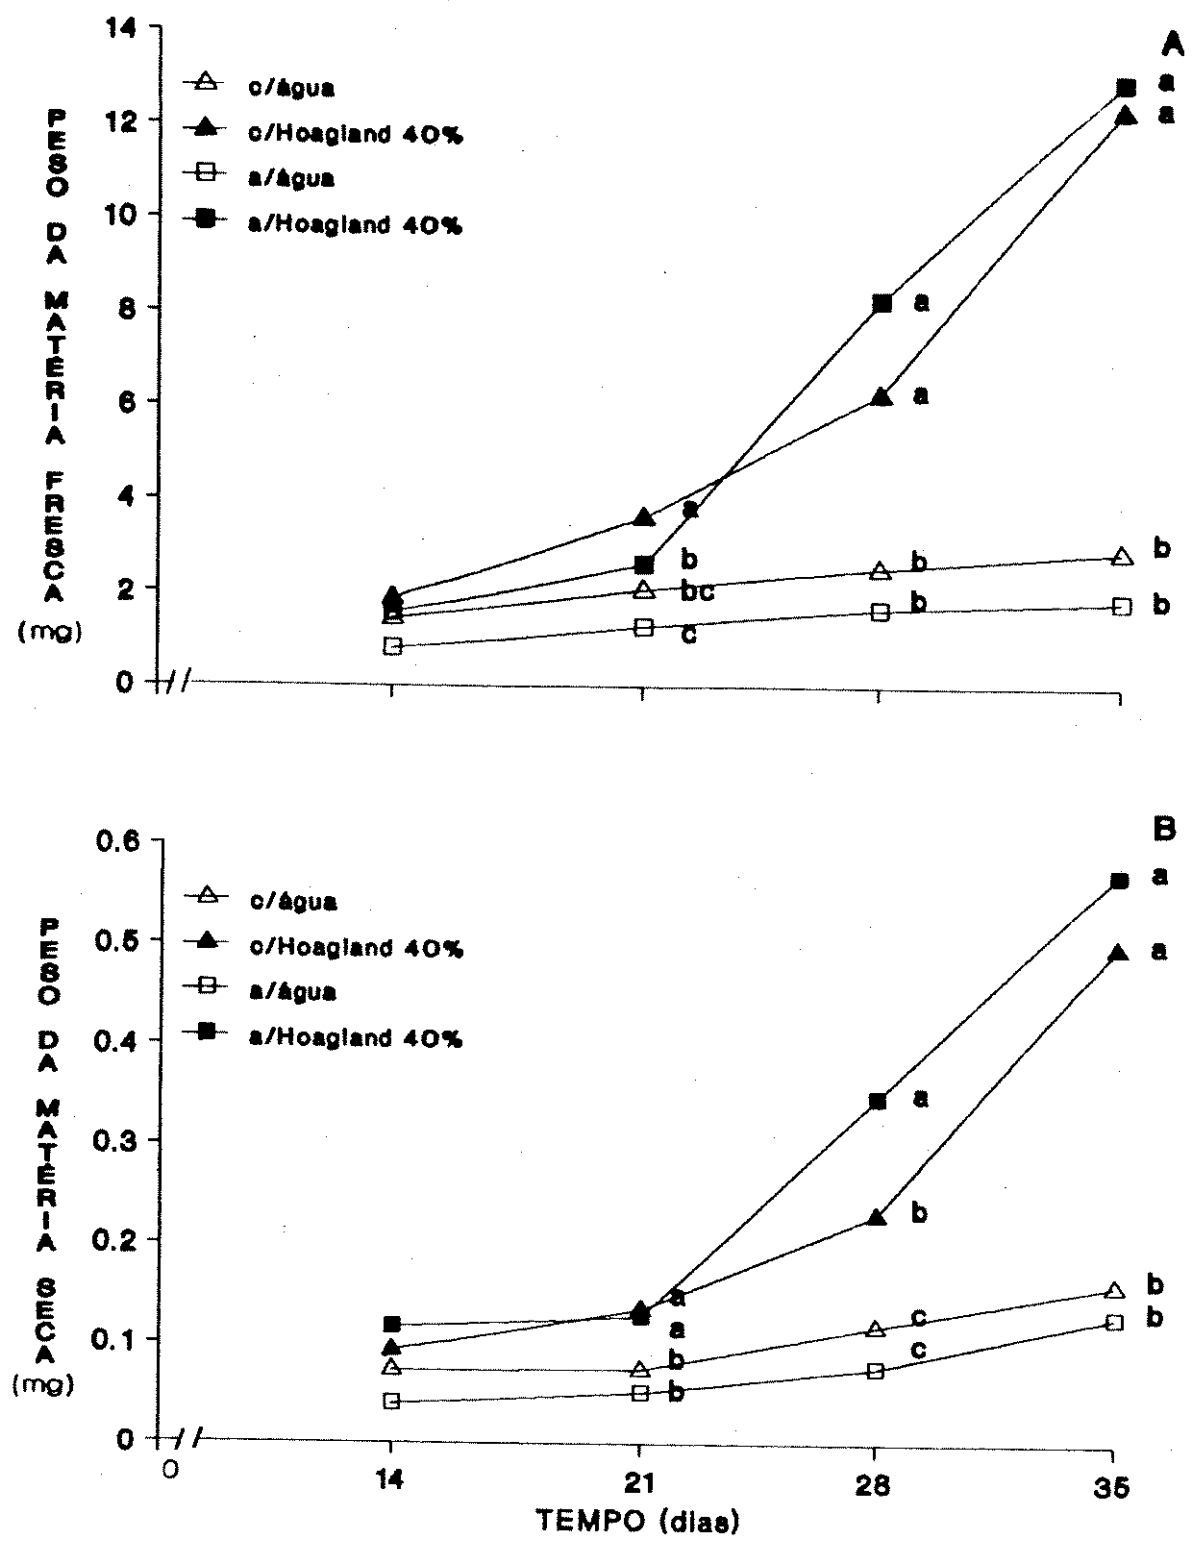 A
14
12
10
8
6
4
2
0
PESO DA MATERIA FRESCA
(mg)
c/água
c/Hoagland 40%
a/água
a/Hoagland 40%
a
a
a
a
a
b
bc
c
b
b
b
b
B
0.6
0.5
0.4
0.3
0.2
0.1
0
PESO DA MATERIA SECA
(mg)
c/água
c/Hoagland 40%
a/água
a/Hoagland 40%
a
a
a
b
a
a
b
b
c
c
b
b
0 14 21 28 35
TEMPO (dias)